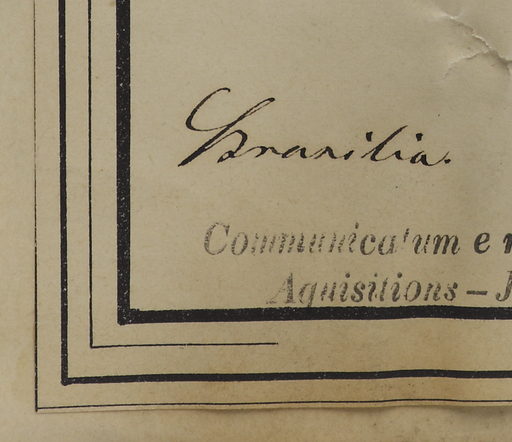 Brasilia.
Communicatum e
Aquisitions – J